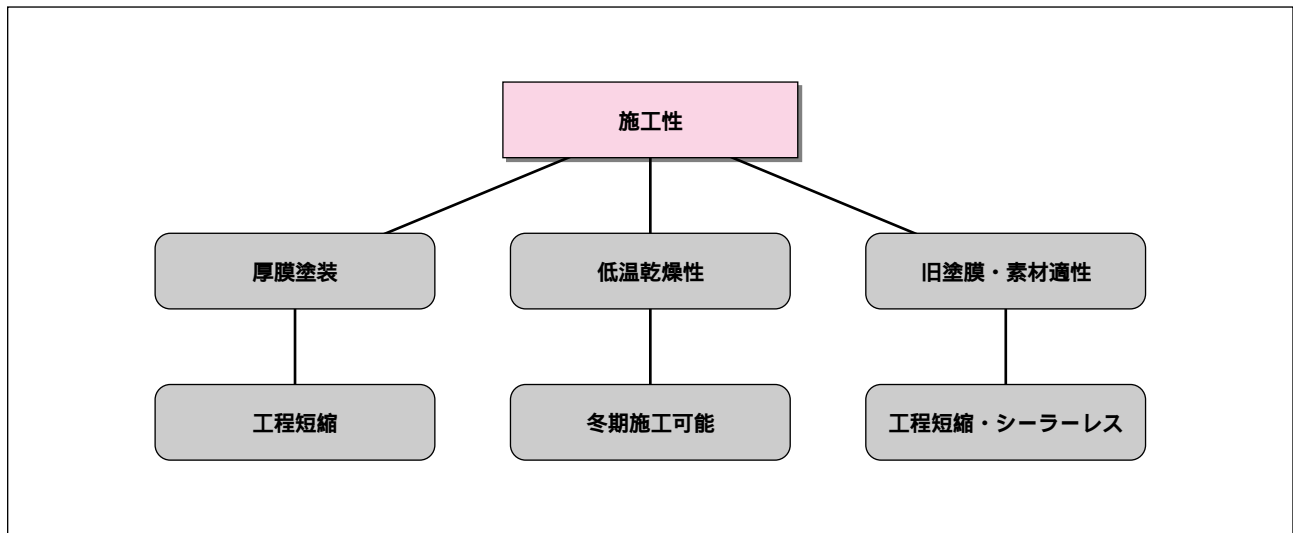 施工性
厚膜塗装
低温乾燥性
旧塗膜・素材適性
工程短縮
冬期施工可能
工程短縮・シーラーレス